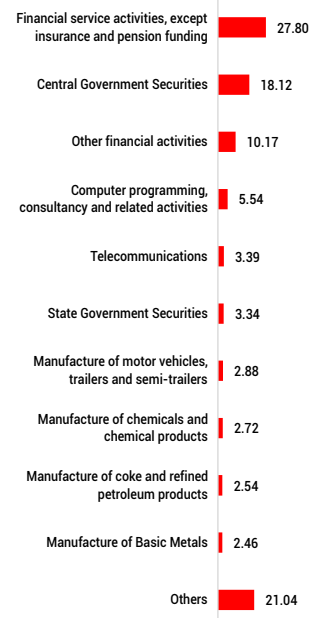 Financial service activities, except
insurance and pension funding
27.80
Central Government Securities
18.12
Other financial activities
10.17
Computer programming,
consultancy and related activities
5.54
Telecommunications
3.39
State Government Securities
3.34
Manufacture of motor vehicles,
trailers and semi-trailers
2.88
Manufacture of chemicals and
chemical products
2.72
Manufacture of coke and refined
petroleum products
2.54
Manufacture of Basic Metals
2.46
Others
21.04